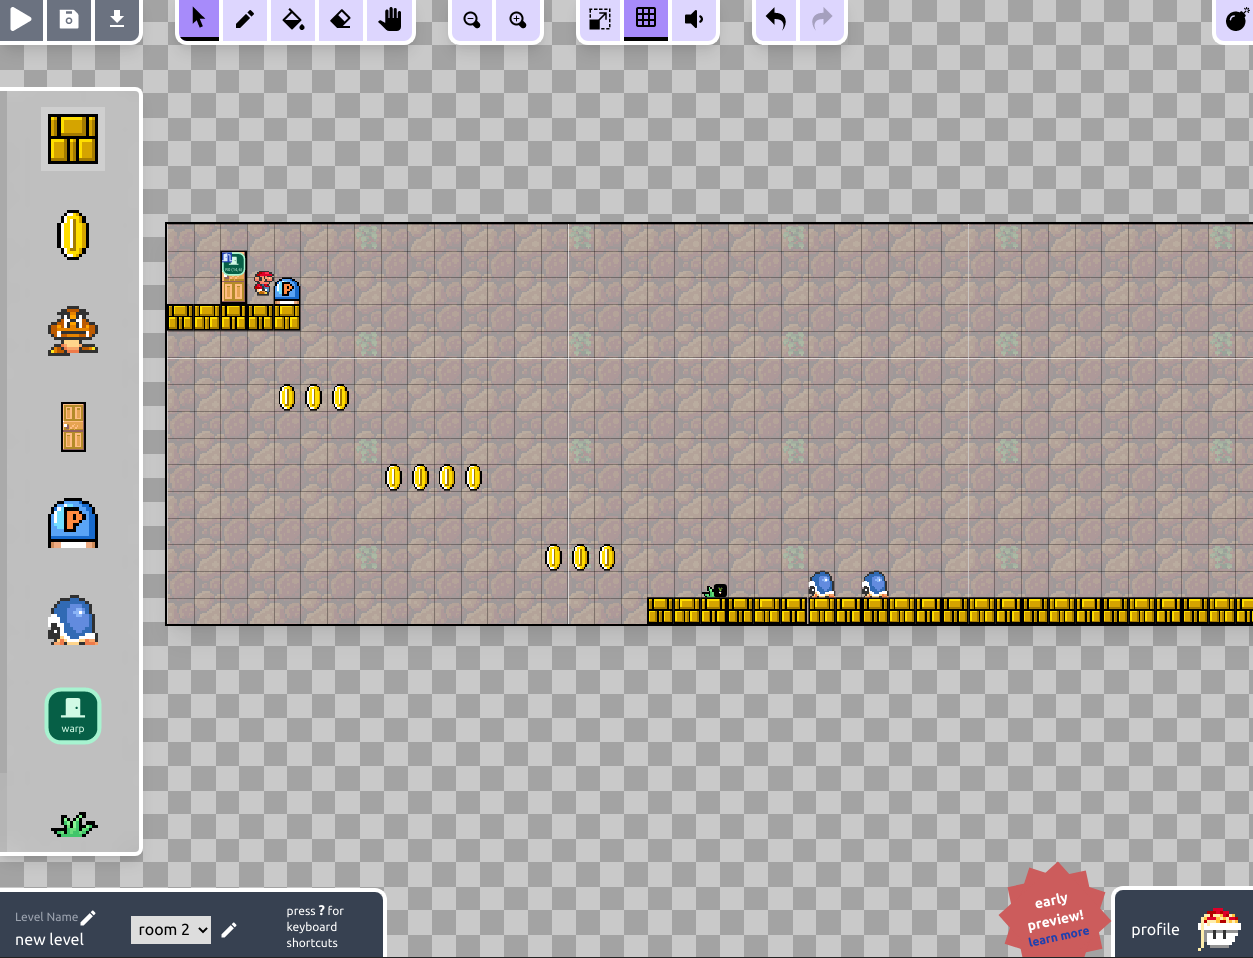 P
P
warp
Level Name
new level
room 2
press ? for
keyboard
shortcuts
early
preview!
learn more
profile